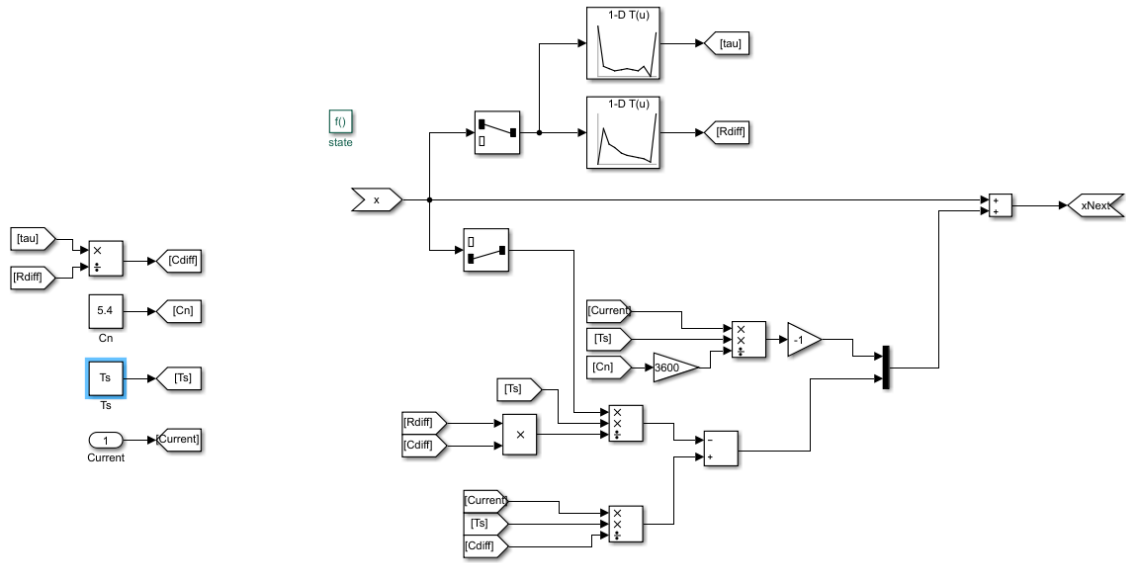 1-D T(u)
[tau]
1-D T(u)
[Rdiff]
f()
state
x
+
+
xNext
[tau]
[Rdiff]
×
÷
[Cdiff]
5.4
Cn
[Cn]
Ts
Ts
[Ts]
1
Current
[Current]
[Current]
[Ts]
[Cn]
3600
×
×
÷
-1
[Ts]
[Rdiff]
[Cdiff]
×
×
×
÷
−
+
[Current]
[Ts]
[Cdiff]
×
×
÷